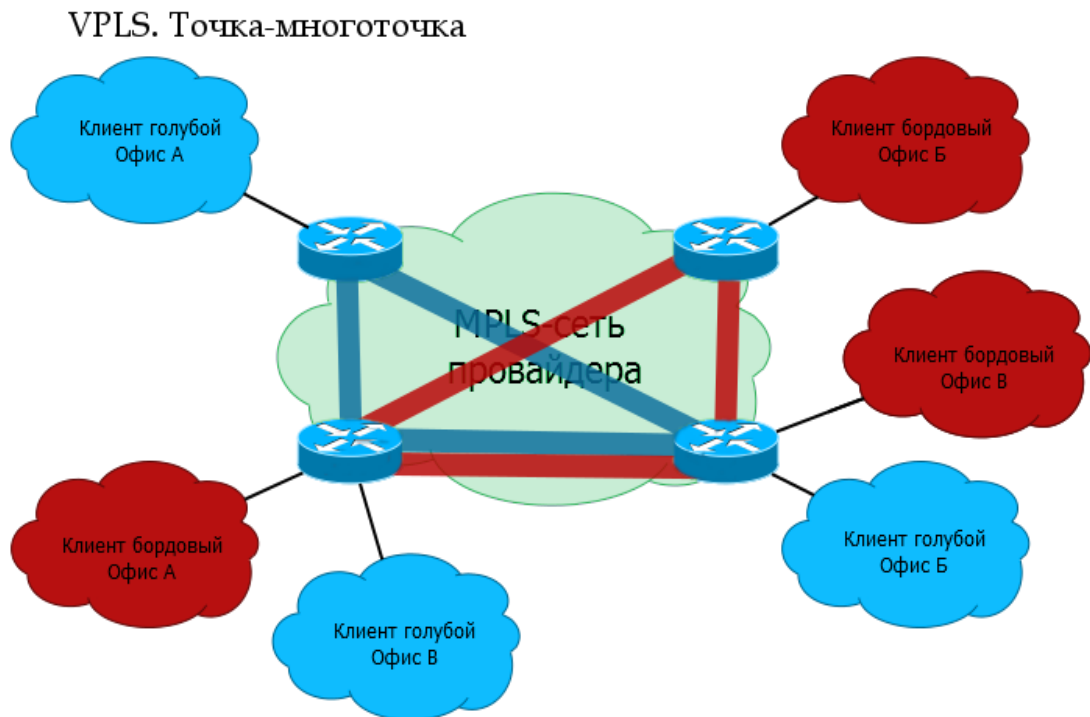 VPLS. Точка-многоточка
Клиент голубой
Офис А
Клиент бордовый
Офис Б
MPLS-сеть
провайдера
Клиент бордовый
Офис В
Клиент бордовый
Офис А
Клиент голубой
Офис Б
Клиент голубой
Офис В